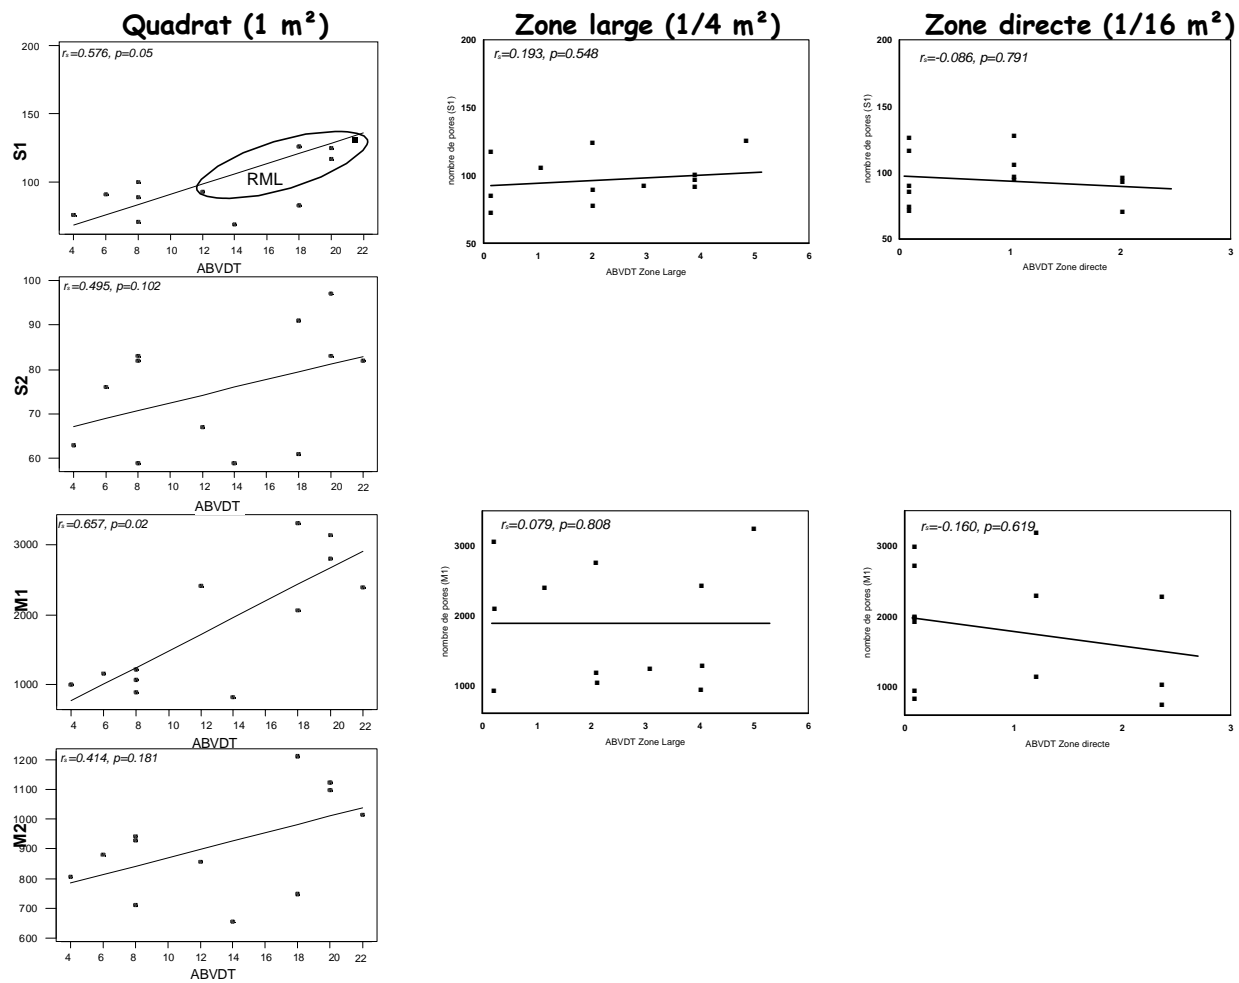 Quadrat (1 m²)
Zone large (1/4 m²)
Zone directe (1/16 m²)
rs=0.576, p=0.05
200
150
100
S1
RML
4 6 8 10 12 14 16 18 20 22
ABVDT
rs=0.193, p=0.548
200
150
100
50
nombre de pores (S1)
0 1 2 3 4 5 6
ABVDT Zone Large
rs=-0.086, p=0.791
200
150
100
50
nombre de pores (S1)
0 1 2 3
ABVDT Zone directe
rs=0.495, p=0.102
100
90
80
70
60
S2
4 6 8 10 12 14 16 18 20 22
ABVDT
rs=0.657, p=0.02
3000
2000
1000
M1
4 6 8 10 12 14 16 18 20 22
ABVDT
rs=0.079, p=0.808
3000
2000
1000
nombre de pores (M1)
0 1 2 3 4 5 6
ABVDT Zone Large
rs=-0.160, p=0.619
3000
2000
1000
nombre de pores (M1)
0 1 2 3
ABVDT Zone directe
rs=0.414, p=0.181
1200
1100
1000
900
800
700
600
M2
4 6 8 10 12 14 16 18 20 22
ABVDT